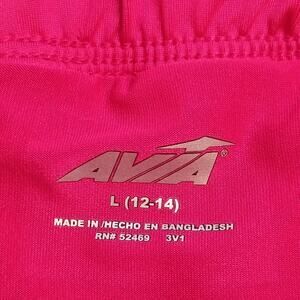 AVIA®
L (12-14)
MADE IN /HECHO EN BANGLADESH
RN# 52469 3V1